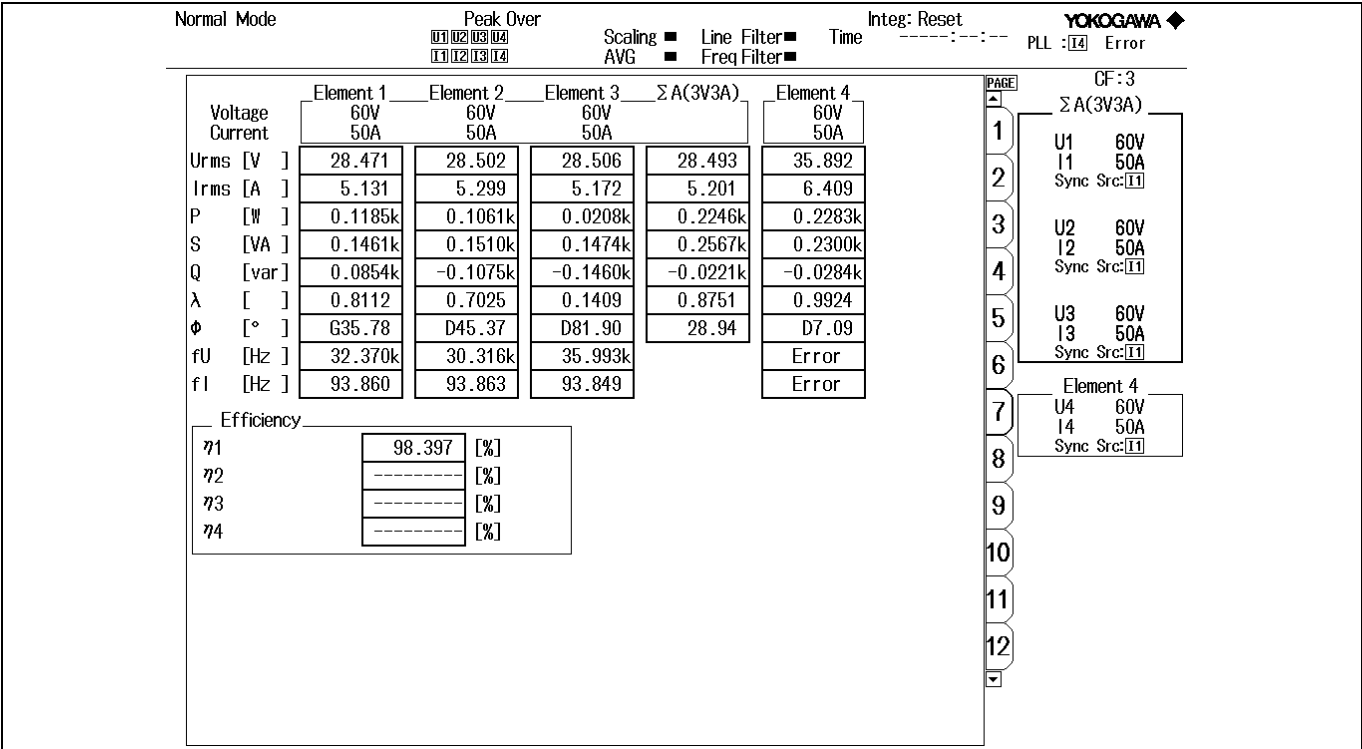 Normal Mode Peak Over Integ: Reset YOKOGAWA
U1 U2 U3 U4 Scaling Line Filter Time -----:--:-- PLL :I4 Error
I1 I2 I3 I4 AVG Freq Filter
PAGE CF:3
Element 1 Element 2 Element 3 ΣA(3V3A) Element 4
Voltage 60V 60V 60V 60V
Current 50A 50A 50A 50A
Urms [V ] 28.471 28.502 28.506 28.493 35.892
Irms [A ] 5.131 5.299 5.172 5.201 6.409
P [W ] 0.1185k 0.1061k 0.0208k 0.2246k 0.2283k
S [VA ] 0.1461k 0.1510k 0.1474k 0.2567k 0.2300k
Q [var] 0.0854k -0.1075k -0.1460k -0.0221k -0.0284k
λ [ ] 0.8112 0.7025 0.1409 0.8751 0.9924
Φ [° ] G35.78 D45.37 D81.90 28.94 D7.09
fU [Hz ] 32.370k 30.316k 35.993k Error
fI [Hz ] 93.860 93.863 93.849 Error
Efficiency
η1 98.397 [%]
η2 --------- [%]
η3 --------- [%]
η4 --------- [%]
1
2
3
4
5
6
7
8
9
10
11
12
ΣA(3V3A)
U1 60V
I1 50A
Sync Src:I1
U2 60V
I2 50A
Sync Src:I1
U3 60V
I3 50A
Sync Src:I1
Element 4
U4 60V
I4 50A
Sync Src:I1